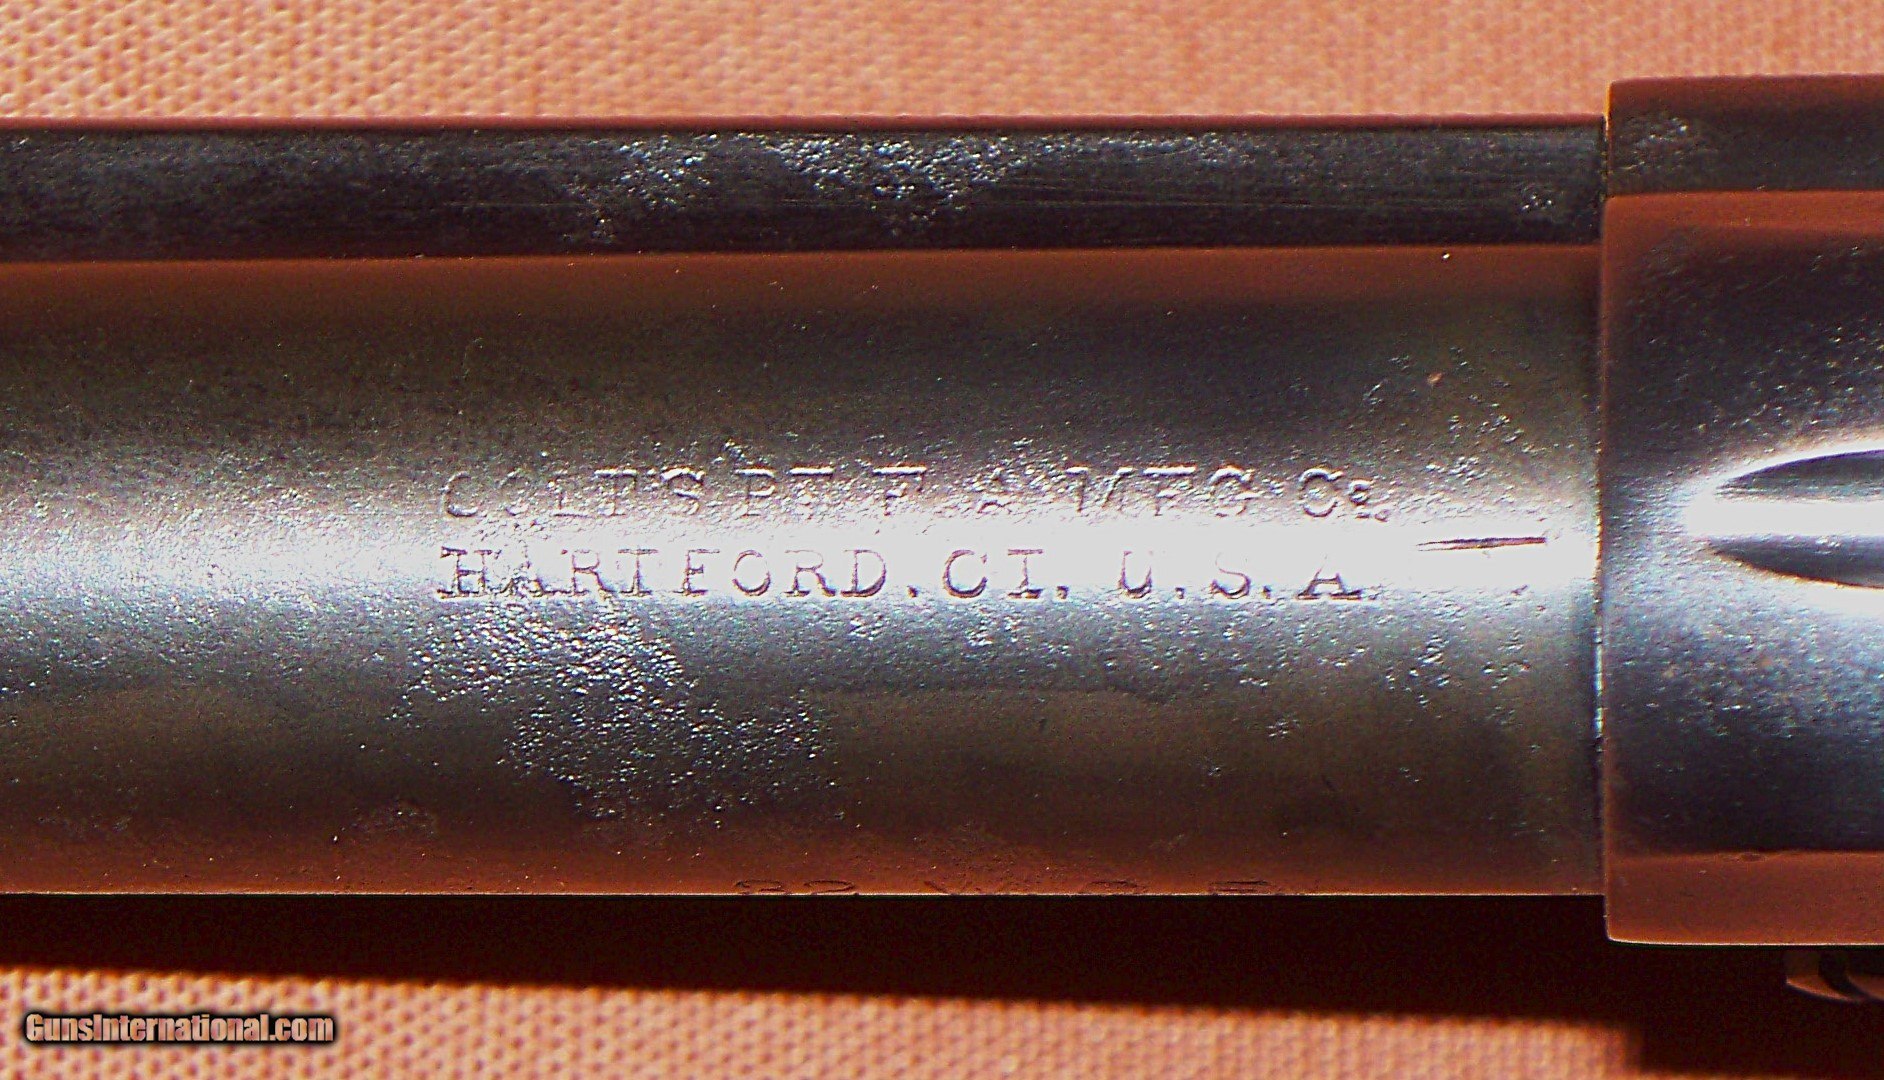 COLT'S PT. F. A. MFG. Co.
HARTFORD. CT. U.S.A.
GunsInternational.com